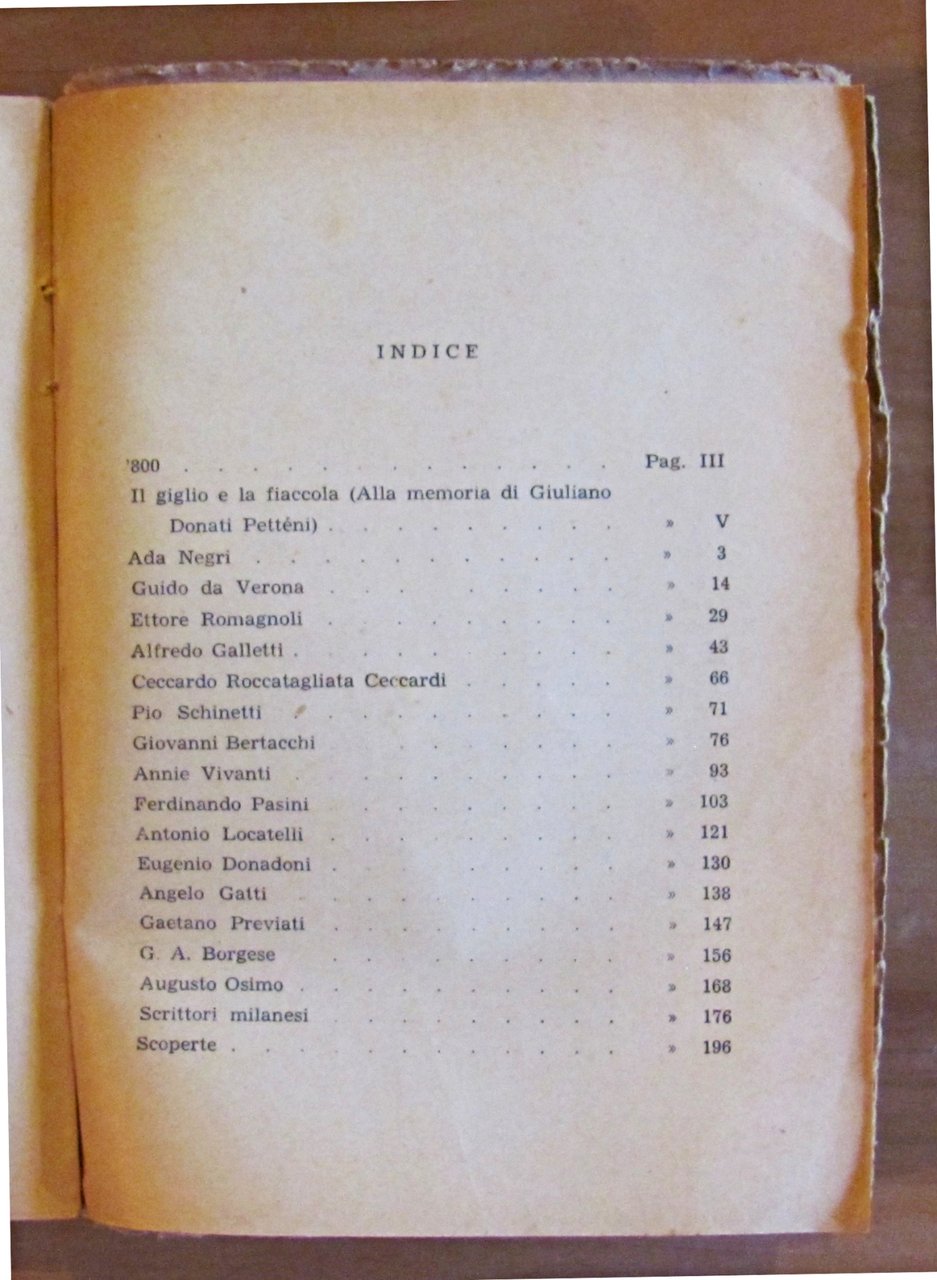 INDICE
'800 . . . . . . . . . . . . . Pag. III
Il giglio e la fiaccola (Alla memoria di Giuliano
Donati Petténi) . . . . . . . . . » V
Ada Negri . . . . . . . . . . . » 3
Guido da Verona . . . . . . . . » 14
Ettore Romagnoli . . . . . . . . » 29
Alfredo Galletti . . . . . . . . . » 43
Ceccardo Roccatagliata Ceccardi . . . . . » 66
Pio Schinetti . . . . . . . . . » 71
Giovanni Bertacchi . . . . . . . » 76
Annie Vivanti . . . . . . . . . » 93
Ferdinando Pasini . . . . . . . . » 103
Antonio Locatelli . . . . . . . . » 121
Eugenio Donadoni . . . . . . . . » 130
Angelo Gatti . . . . . . . . . » 138
Gaetano Previati . . . . . . . . . » 147
G. A. Borgese . . . . . . . . » 156
Augusto Osimo . . . . . . . . . . » 168
Scrittori milanesi . . . . . . . . . » 176
Scoperte . . . . . . . . . . . . » 196